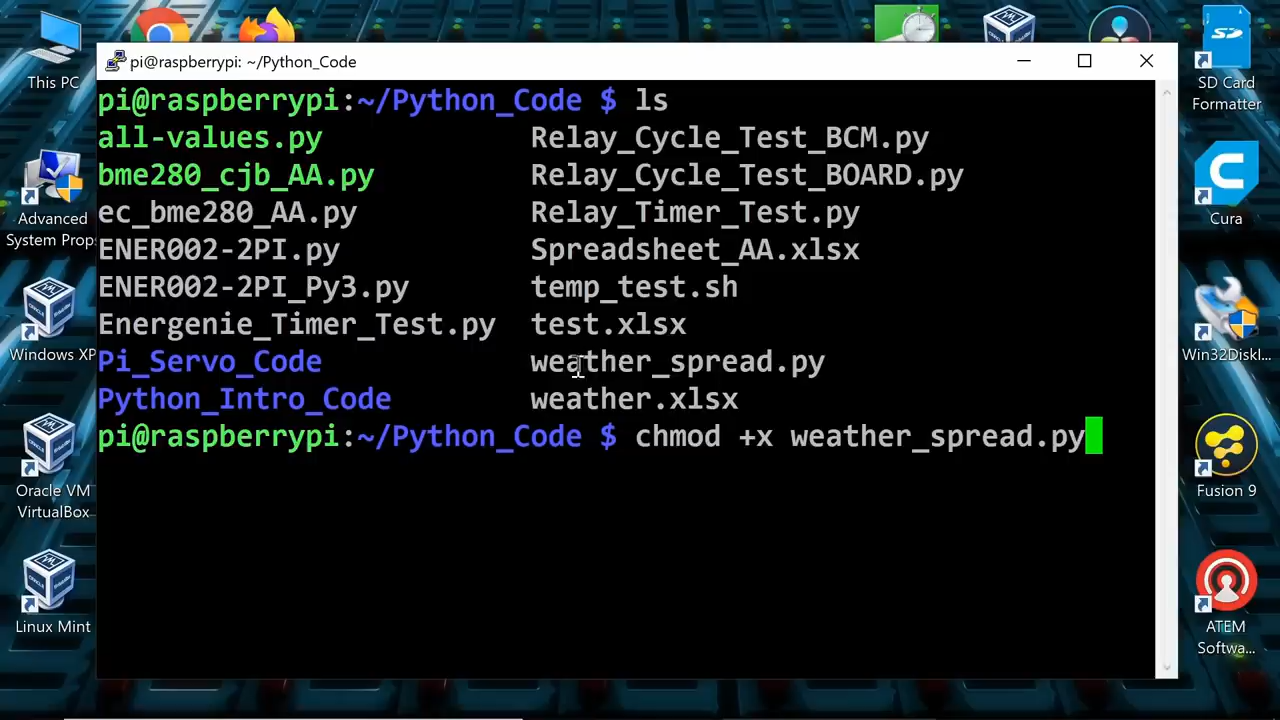 pi@raspberrypi: ~/Python_Code
pi@raspberrypi:~/Python_Code $ ls
all-values.py Relay_Cycle_Test_BCM.py
bme280_cjb_AA.py Relay_Cycle_Test_BOARD.py
ec_bme280_AA.py Relay_Timer_Test.py
ENER002-2PI.py Spreadsheet_AA.xlsx
ENER002-2PI_Py3.py temp_test.sh
Energenie_Timer_Test.py test.xlsx
Pi_Servo_Code weather_spread.py
Python_Intro_Code weather.xlsx
pi@raspberrypi:~/Python_Code $ chmod +x weather_spread.py
This PC
Advanced
System Props
Windows XP
Oracle VM
VirtualBox
Linux Mint
SD Card
Formatter
Cura
Win32DiskI...
Fusion 9
ATEM
Softwa...